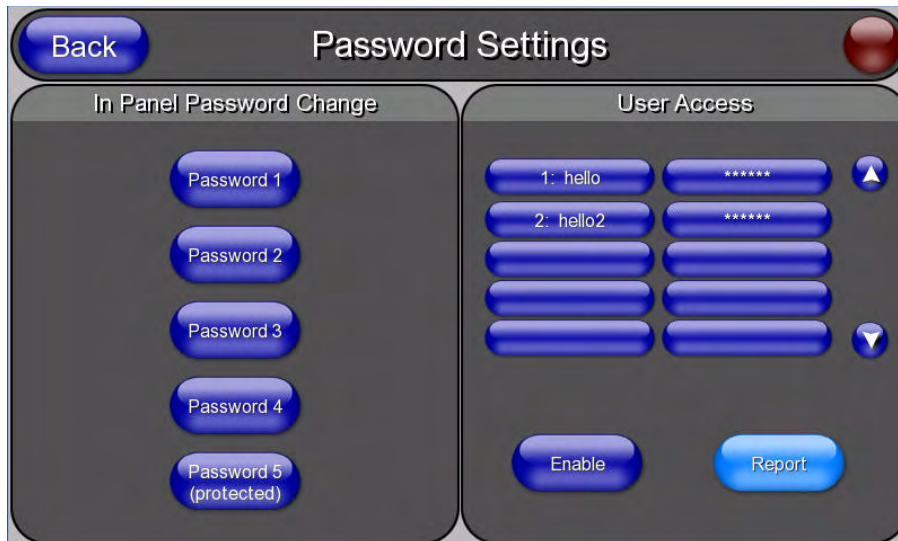 Back
Password Settings
In Panel Password Change
Password 1
Password 2
Password 3
Password 4
Password 5
(protected)
User Access
1: hello
******
2: hello2
******
Enable
Report